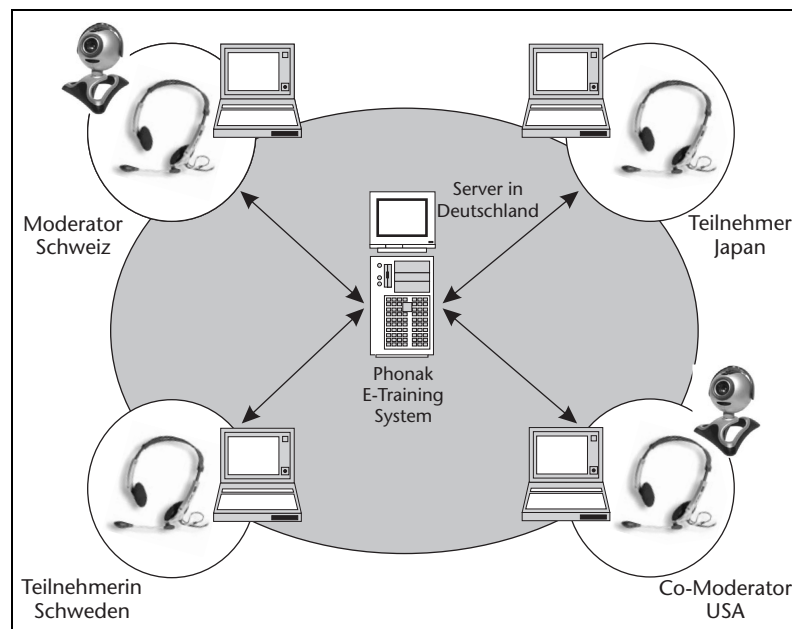 Moderator
Schweiz
Server in
Deutschland
Teilnehmer
Japan
Phonak
E-Training
System
Teilnehmerin
Schweden
Co-Moderator
USA